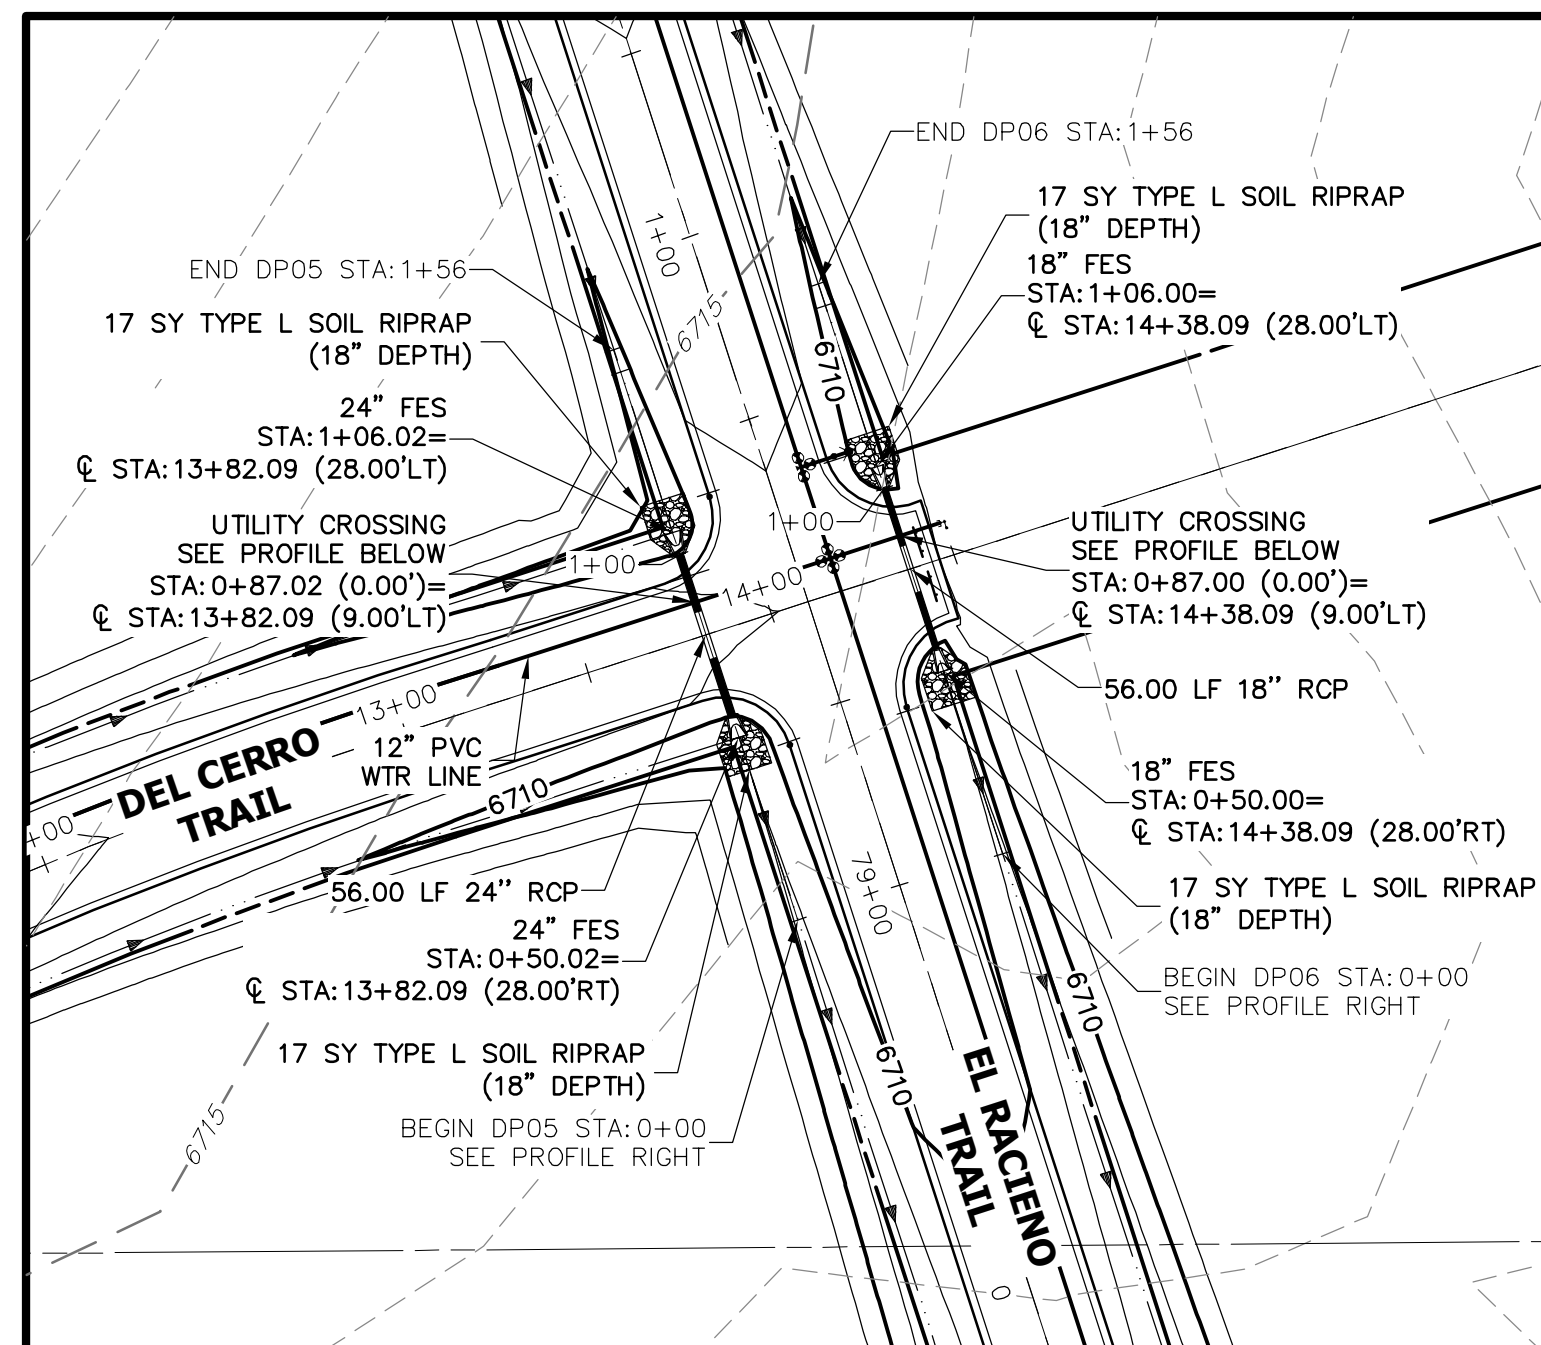 END DP06 STA:1+56
17 SY TYPE L SOIL RIPRAP
(18" DEPTH)
18" FES
STA:1+06.00=
℄ STA:14+38.09 (28.00'LT)
1+00
END DP05 STA:1+56
6715
17 SY TYPE L SOIL RIPRAP
(18" DEPTH)
6710
24" FES
STA:1+06.02=
℄ STA:13+82.09 (28.00'LT)
UTILITY CROSSING
SEE PROFILE BELOW
STA:0+87.02 (0.00')=
℄ STA:13+82.09 (9.00'LT)
1+00
1+00
14+00
UTILITY CROSSING
SEE PROFILE BELOW
STA:0+87.00 (0.00')=
℄ STA:14+38.09 (9.00'LT)
56.00 LF 18'' RCP
13+00
12" PVC
WTR LINE
DEL CERRO
TRAIL
6710
+00
18" FES
STA:0+50.00=
℄ STA:14+38.09 (28.00'RT)
56.00 LF 24'' RCP
79+00
17 SY TYPE L SOIL RIPRAP
(18" DEPTH)
24" FES
STA:0+50.02=
℄ STA:13+82.09 (28.00'RT)
BEGIN DP06 STA:0+00
SEE PROFILE RIGHT
6710
17 SY TYPE L SOIL RIPRAP
(18" DEPTH)
6710
BEGIN DP05 STA:0+00
SEE PROFILE RIGHT
6715
EL RACIENO
TRAIL
0